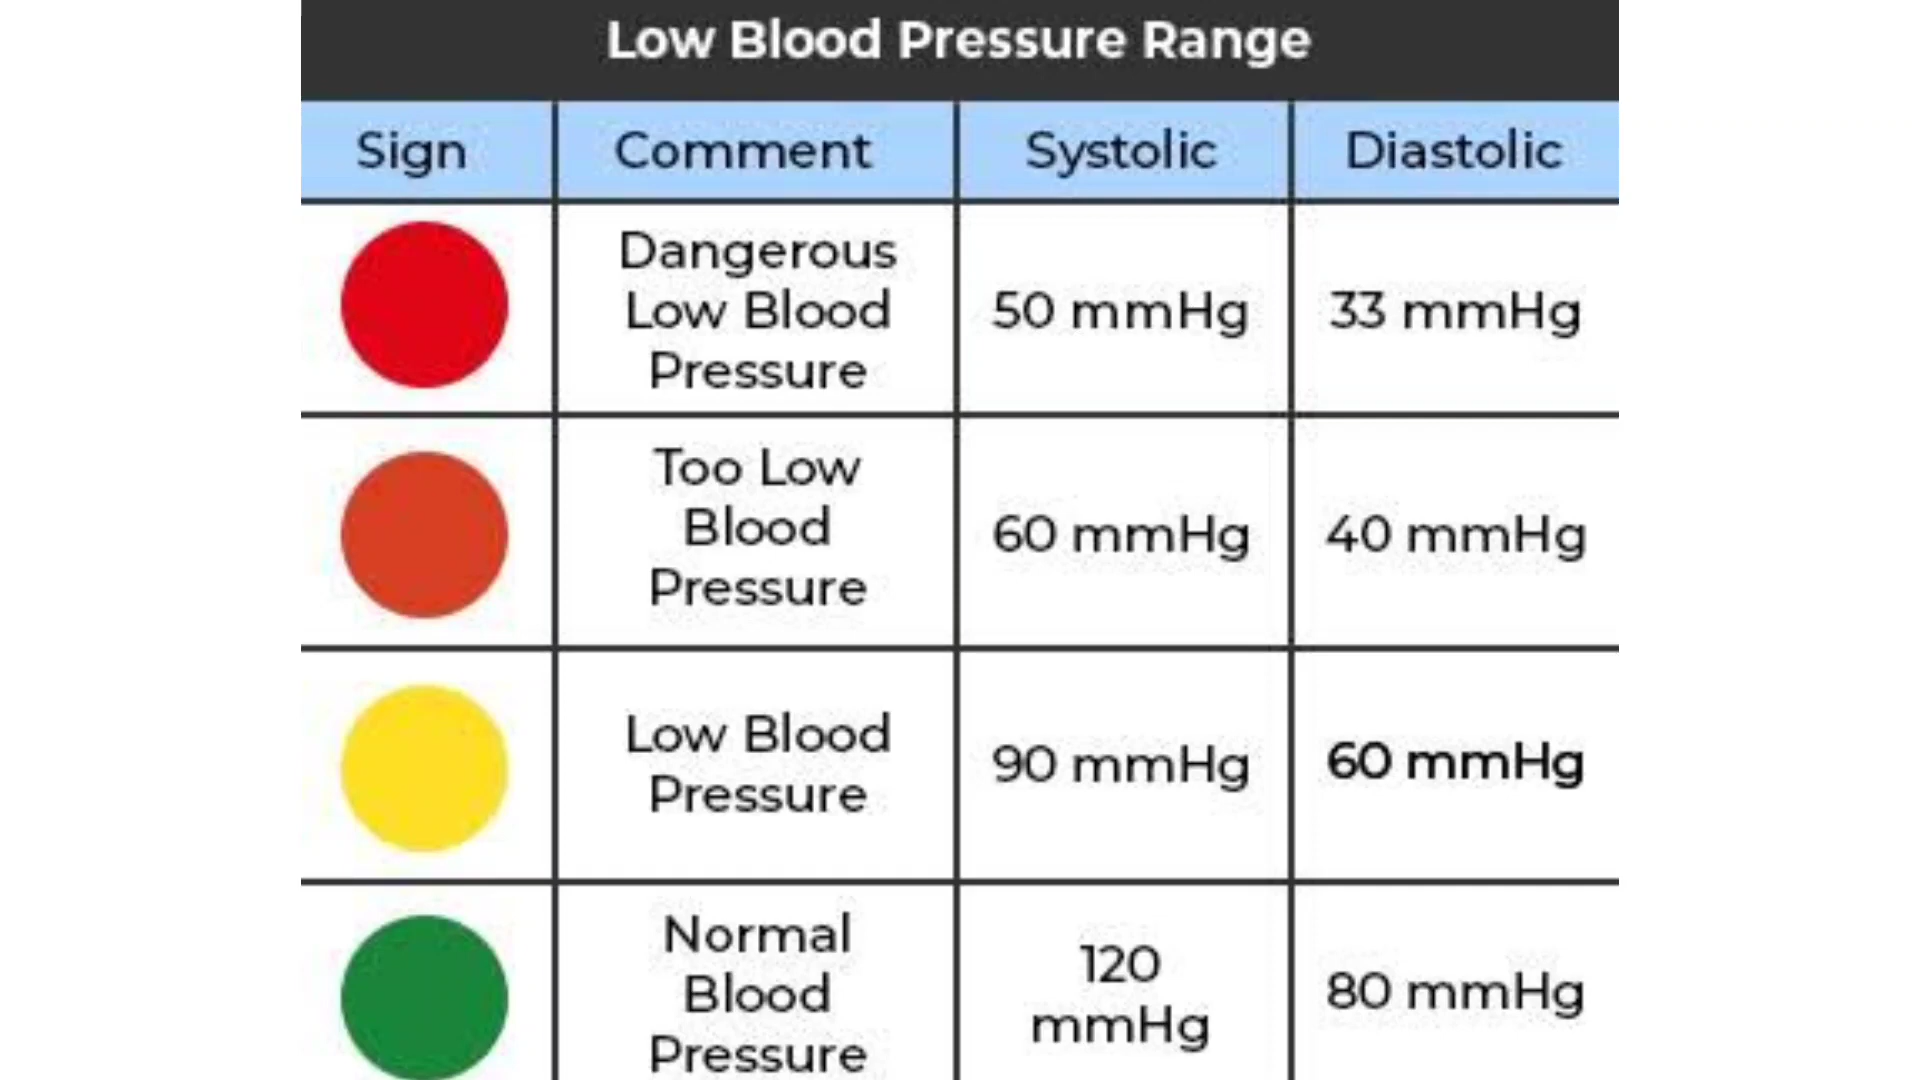 Low Blood Pressure Range
Sign Comment Systolic Diastolic
Dangerous
Low Blood
Pressure
50 mmHg
33 mmHg
Too Low
Blood
Pressure
60 mmHg
40 mmHg
Low Blood
Pressure
90 mmHg
60 mmHg
Normal
Blood
Pressure
120
mmHg
80 mmHg